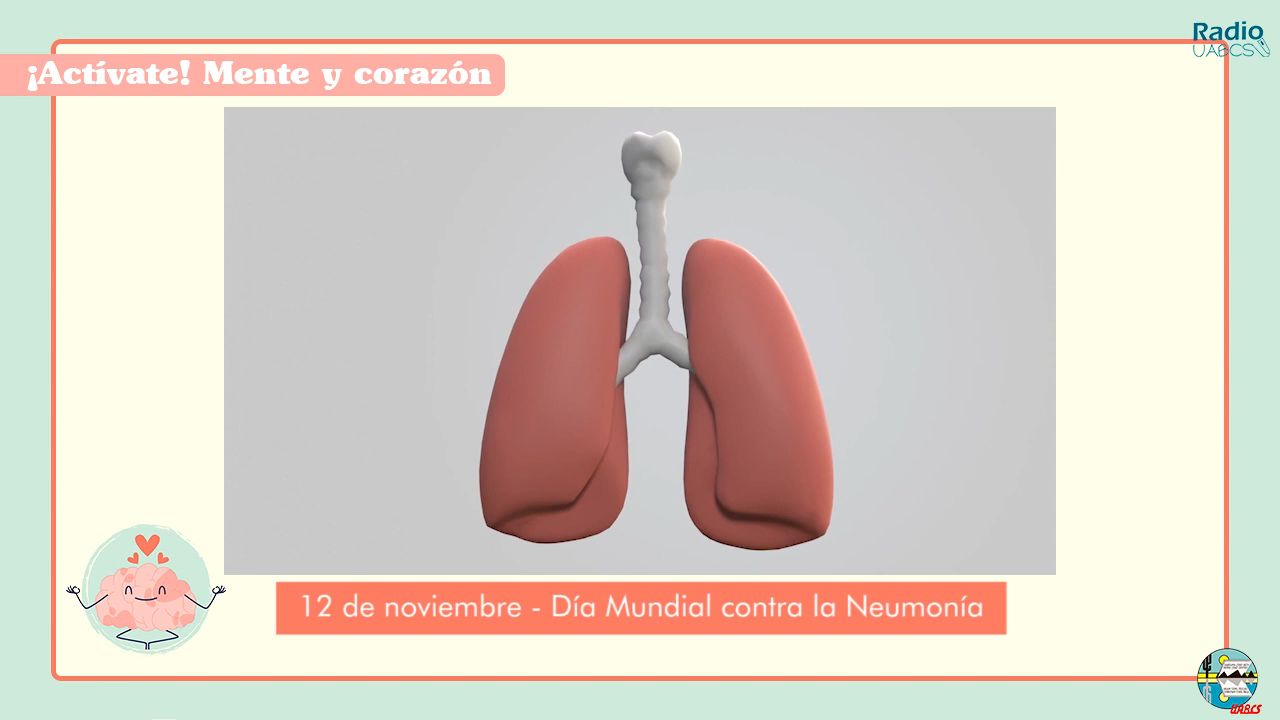 Radio
UABCS
¡Actívate! Mente y corazón
12 de noviembre - Día Mundial contra la Neumonía
UABCS